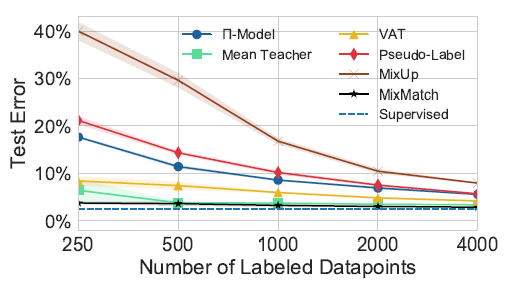 Test Error
40%
30%
20%
10%
0%
Π-Model
Mean Teacher
VAT
Pseudo-Label
MixUp
MixMatch
Supervised
250 500 1000 2000 4000
Number of Labeled Datapoints